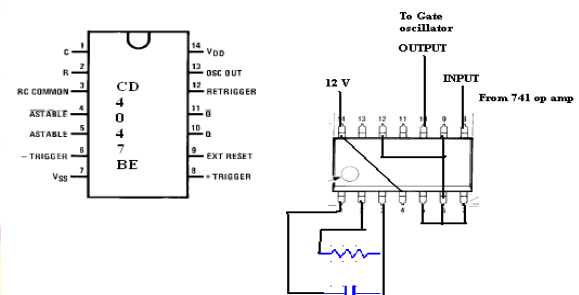 C 1
R 2
RC COMMON 3
ASTABLE 4
ASTABLE 5
– TRIGGER 6
VSS 7
CD
4
0
4
7
BE
14 VDD
13 OSC OUT
12 RETRIGGER
11 Q
10 Q
9 EXT RESET
8 + TRIGGER
To Gate
oscillator
OUTPUT
12 V
INPUT
From 741 op amp
14 13 12 11 10 9 8
3 4